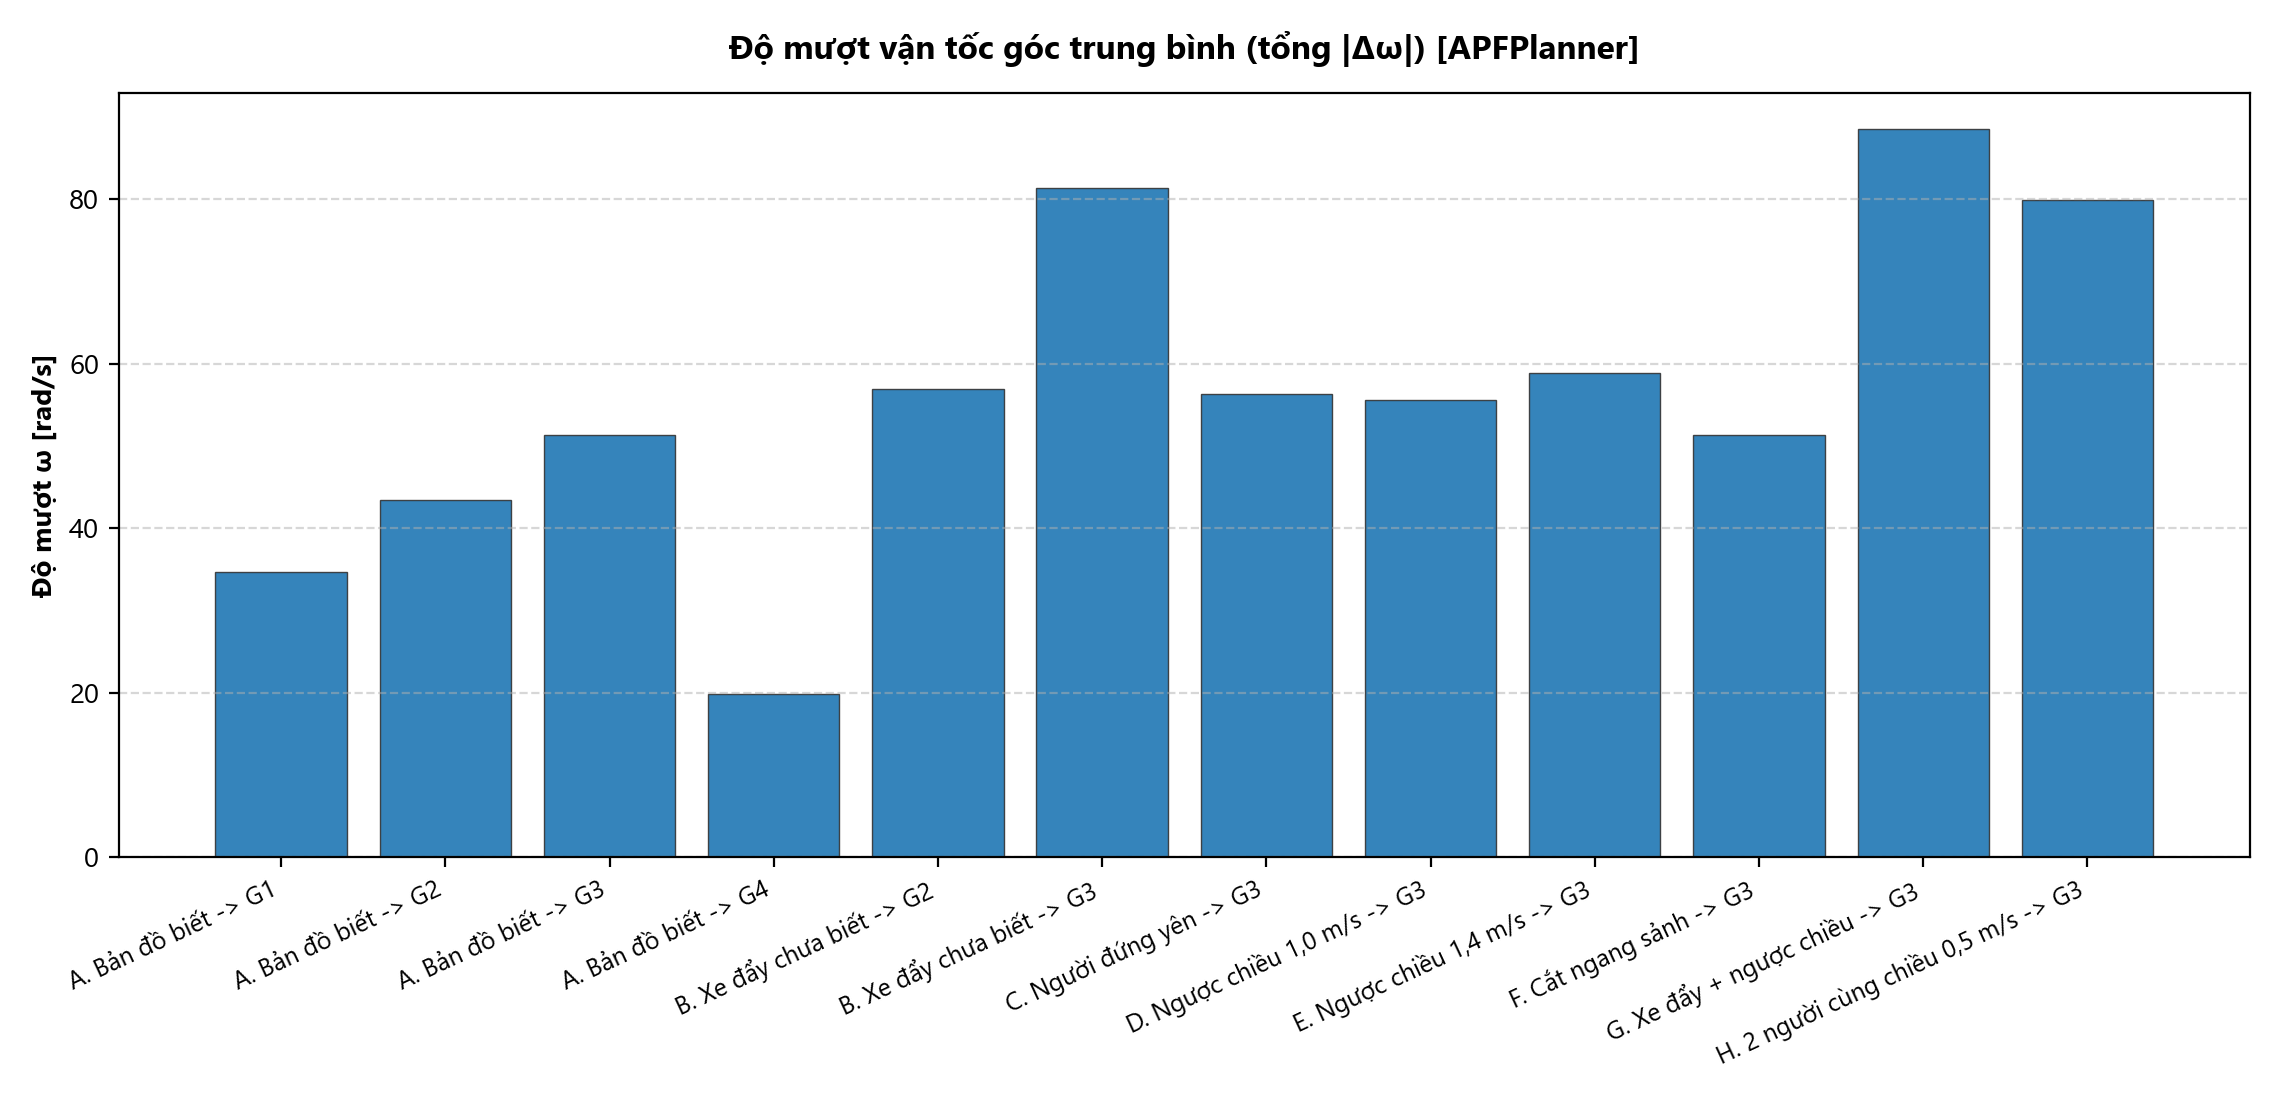 Độ mượt vận tốc góc trung bình (tổng |Δω|) [APFPlanner]
Độ mượt ω [rad/s]
80
60
40
20
0
A. Bản đồ biết -> G1
A. Bản đồ biết -> G2
A. Bản đồ biết -> G3
A. Bản đồ biết -> G4
B. Xe đẩy chưa biết -> G2
B. Xe đẩy chưa biết -> G3
C. Người đứng yên -> G3
D. Ngược chiều 1,0 m/s -> G3
E. Ngược chiều 1,4 m/s -> G3
F. Cắt ngang sảnh -> G3
G. Xe đẩy + ngược chiều -> G3
H. 2 người cùng chiều 0,5 m/s -> G3